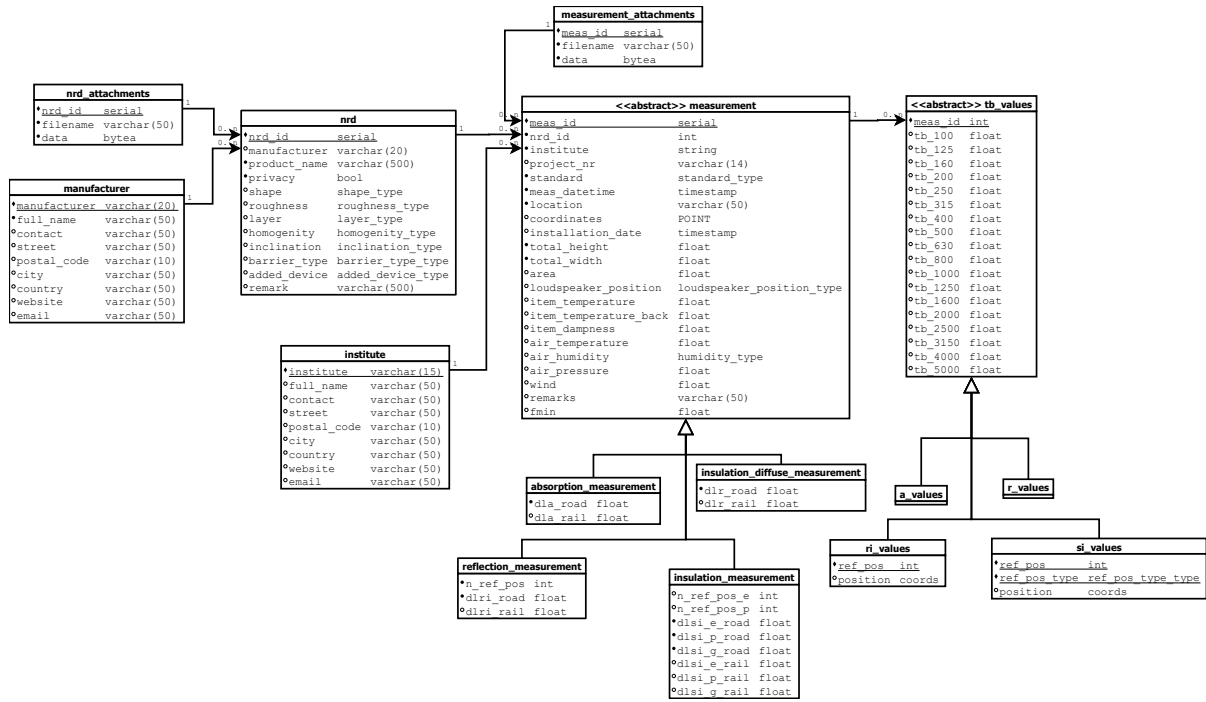 measurement_attachments
meas_id serial
filename varchar(50)
data bytea
nrd_attachments
nrd_id serial
filename varchar(50)
data bytea
manufacturer
manufacturer varchar(20)
full_name varchar(50)
contact varchar(50)
street varchar(50)
postal_code varchar(10)
city varchar(50)
country varchar(50)
website varchar(50)
email varchar(50)
nrd
nrd_id serial
manufacturer varchar(20)
product_name varchar(500)
privacy bool
shape shape_type
roughness roughness_type
layer layer_type
homogenity homogenity_type
inclination inclination_type
barrier_type barrier_type_type
added_device added_device_type
remark varchar(500)
institute
institute varchar(15)
full_name varchar(50)
contact varchar(50)
street varchar(50)
postal_code varchar(10)
city varchar(50)
country varchar(50)
website varchar(50)
email varchar(50)
<<abstract>> measurement
meas_id serial
nrd_id int
institute string
project_nr varchar(14)
standard standard_type
meas_datetime timestamp
location varchar(50)
coordinates POINT
installation_date timestamp
total_height float
total_width float
area float
loudspeaker_position loudspeaker_position_type
item_temperature float
item_temperature_back float
item_dampness float
air_temperature float
air_humidity humidity_type
air_pressure float
wind float
remarks varchar(50)
fmin float
<<abstract>> tb_values
meas_id int
tb_100 float
tb_125 float
tb_160 float
tb_200 float
tb_250 float
tb_315 float
tb_400 float
tb_500 float
tb_630 float
tb_800 float
tb_1000 float
tb_1250 float
tb_1600 float
tb_2000 float
tb_2500 float
tb_3150 float
tb_4000 float
tb_5000 float
absorption_measurement
dla_road float
dla_rail float
insulation_diffuse_measurement
dlr_road float
dlr_rail float
reflection_measurement
n_ref_pos int
dlri_road float
dlri_rail float
insulation_measurement
n_ref_pos_e int
n_ref_pos_p int
dlsi_e_road float
dlsi_p_road float
dlsi_g_road float
dlsi_e_rail float
dlsi_p_rail float
dlsi_g_rail float
a_values
r_values
ri_values
ref_pos int
position coords
si_values
ref_pos int
ref_pos_type ref_pos_type_type
position coords
1
1
1
1
1
1